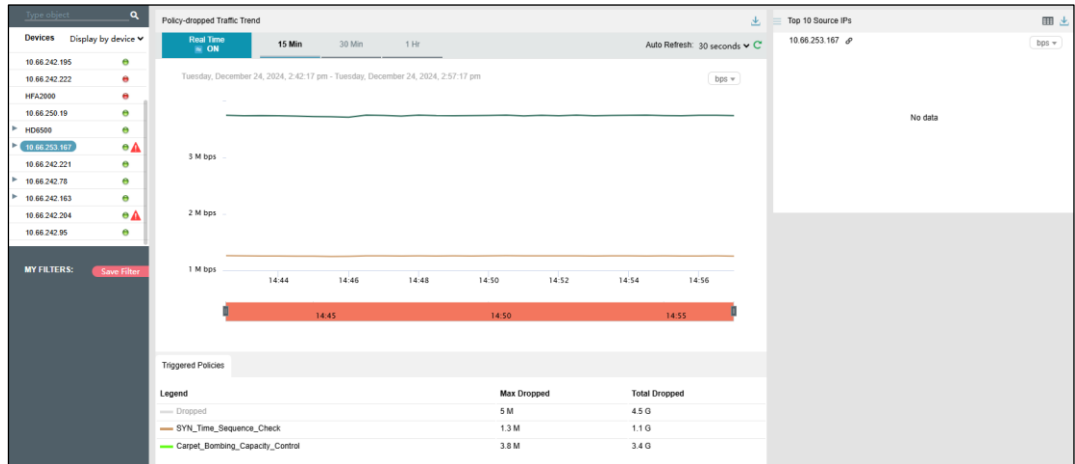 Type object
Devices Display by device
10.66.242.195
10.66.242.222
HFA2000
10.66.250.19
HD6500
10.66.253.167
10.66.242.221
10.66.242.78
10.66.242.163
10.66.242.204
10.66.242.95
MY FILTERS: Save Filter
Policy-dropped Traffic Trend
Real Time
ON
15 Min 30 Min 1 Hr
Auto Refresh: 30 seconds
Tuesday, December 24, 2024, 2:42:17 pm - Tuesday, December 24, 2024, 2:57:17 pm
bps
3 M bps
2 M bps
1 M bps
14:44 14:46 14:48 14:50 14:52 14:54 14:56
14:45 14:50 14:55
Triggered Policies
Legend Max Dropped Total Dropped
Dropped 5 M 4.5 G
SYN_Time_Sequence_Check 1.3 M 1.1 G
Carpet_Bombing_Capacity_Control 3.8 M 3.4 G
Top 10 Source IPs
10.66.253.167 bps
No data